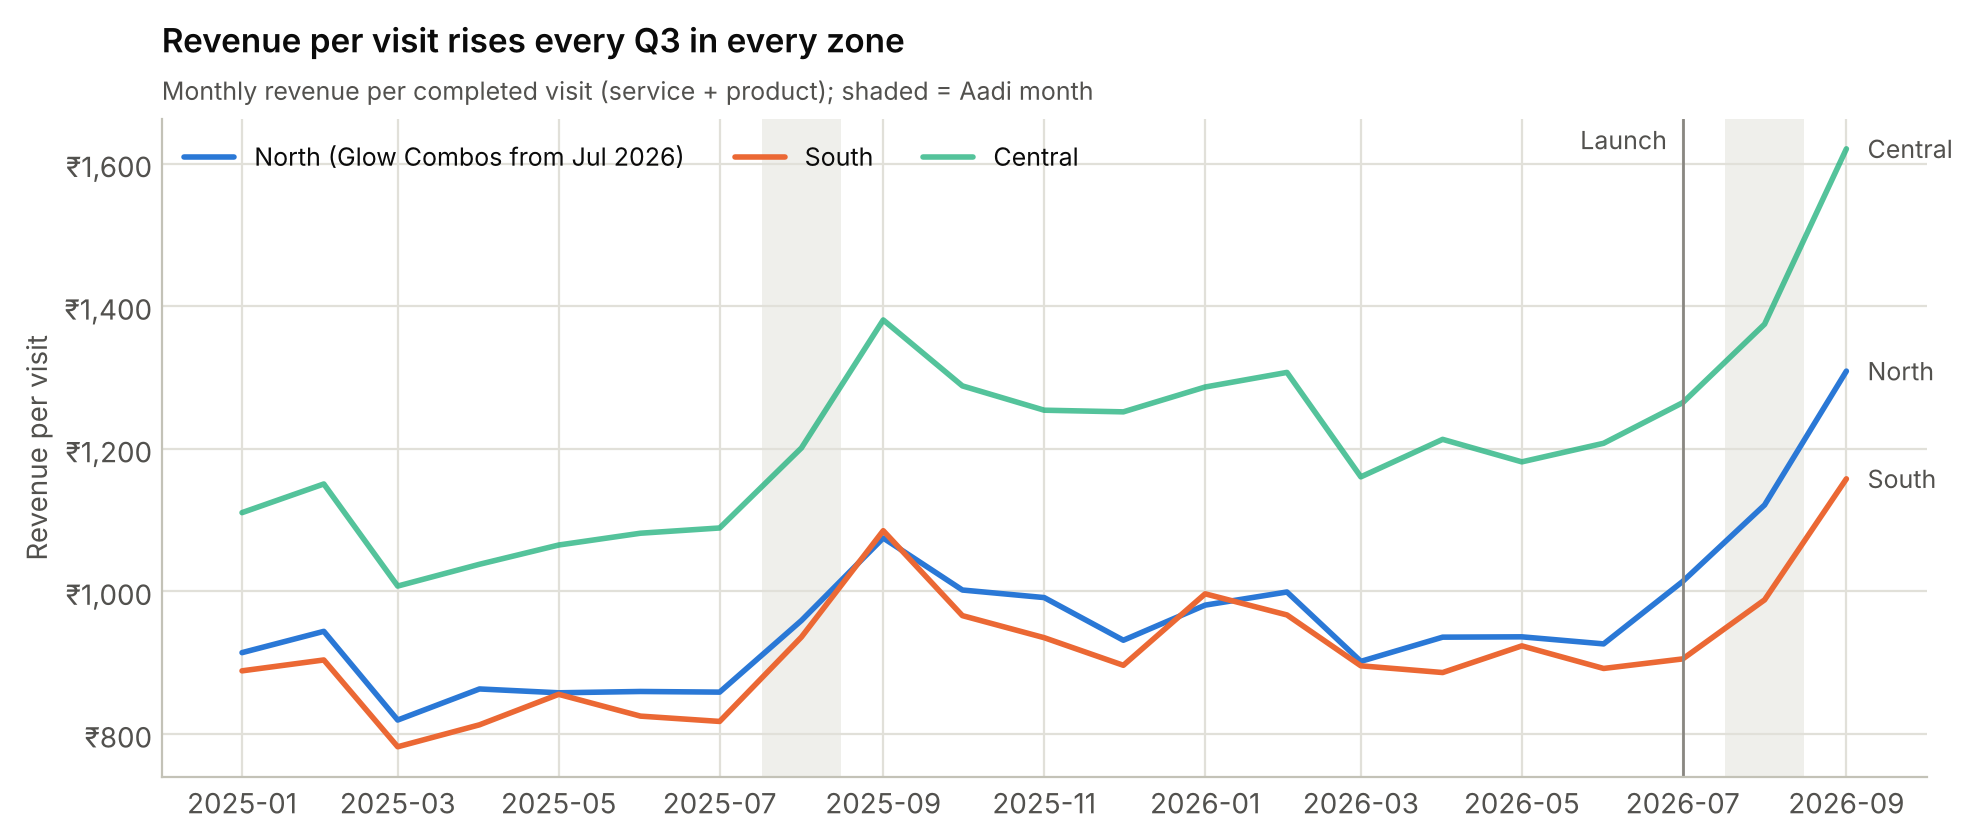 Revenue per visit rises every Q3 in every zone
Monthly revenue per completed visit (service + product); shaded = Aadi month
North (Glow Combos from Jul 2026) South Central
Launch
Central
North
South
Revenue per visit
₹1,600
₹1,400
₹1,200
₹1,000
₹800
2025-01 2025-03 2025-05 2025-07 2025-09 2025-11 2026-01 2026-03 2026-05 2026-07 2026-09